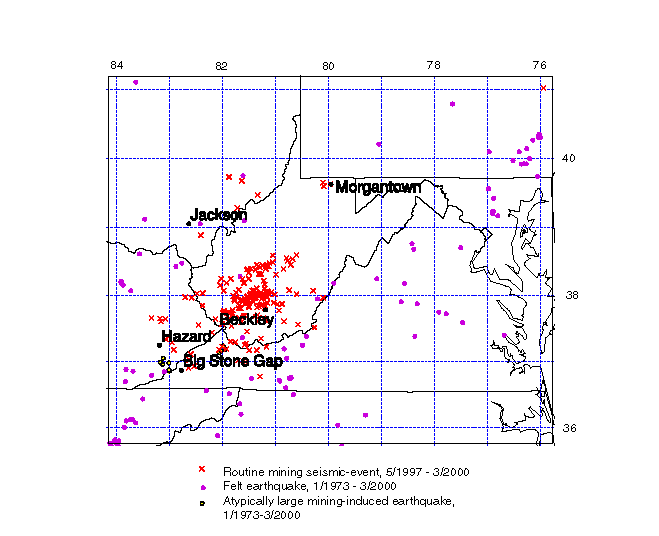 84 82 80 78 76
40
Morgantown
Jackson
38
Beckley
Hazard
Big Stone Gap
36
Routine mining seismic-event, 5/1997 - 3/2000
Felt earthquake, 1/1973 - 3/2000
Atypically large mining-induced earthquake,
1/1973-3/2000